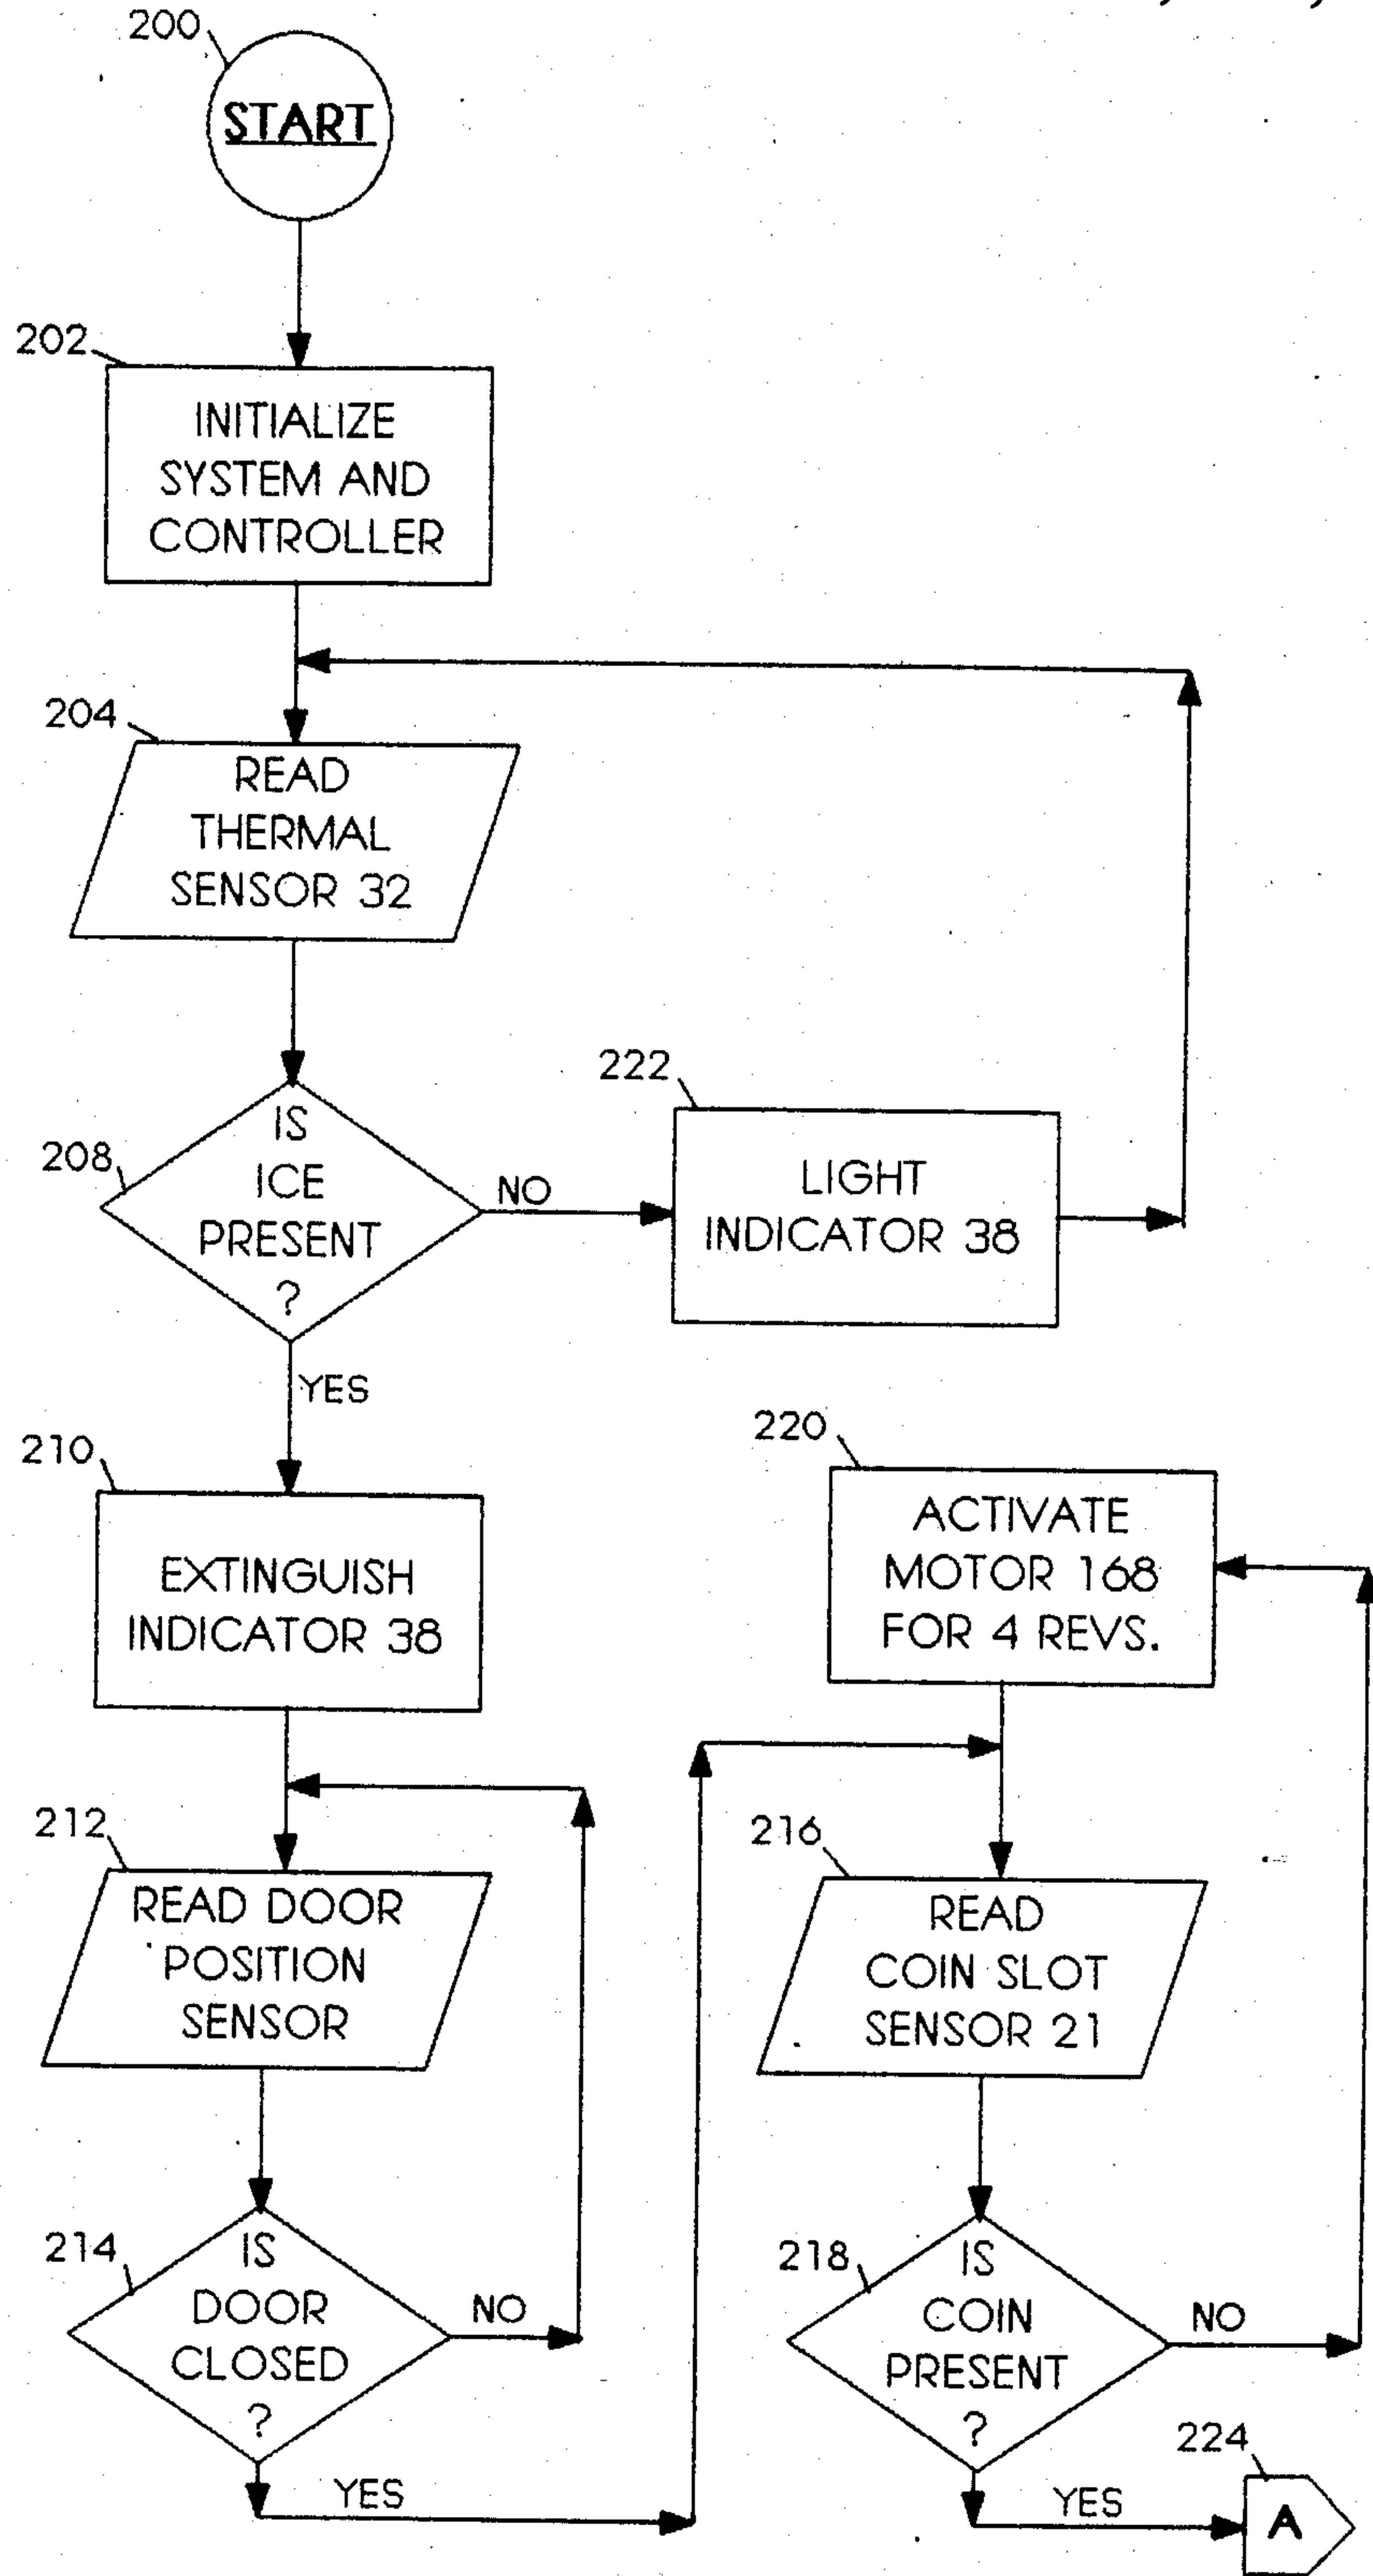 200
START
202
INITIALIZE
SYSTEM AND
CONTROLLER
204
READ
THERMAL
SENSOR 32
208
IS
ICE
PRESENT
?
NO
222
LIGHT
INDICATOR 38
YES
210
EXTINGUISH
INDICATOR 38
212
READ DOOR
POSITION
SENSOR
214
IS
DOOR
CLOSED
?
NO
YES
220
ACTIVATE
MOTOR 168
FOR 4 REVS.
216
READ
COIN SLOT
SENSOR 21
218
IS
COIN
PRESENT
?
NO
YES
224
A